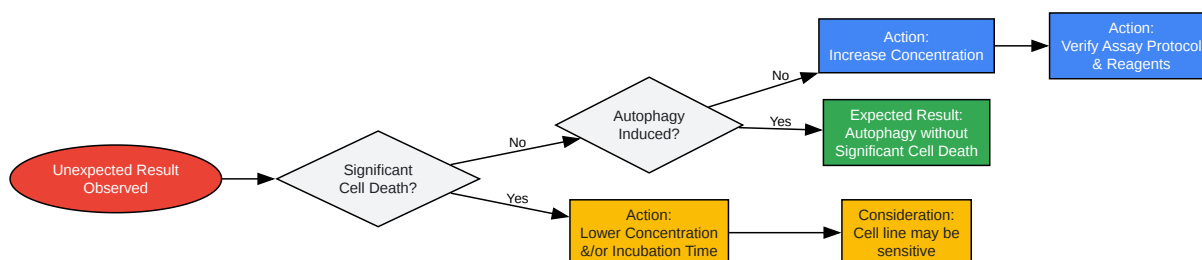 Unexpected Result
Observed
Significant
Cell Death?
No
Yes
Autophagy
Induced?
No
Yes
Action:
Increase Concentration
Action:
Verify Assay Protocol
& Reagents
Expected Result:
Autophagy without
Significant Cell Death
Action:
Lower Concentration
&/or Incubation Time
Consideration:
Cell line may be
sensitive